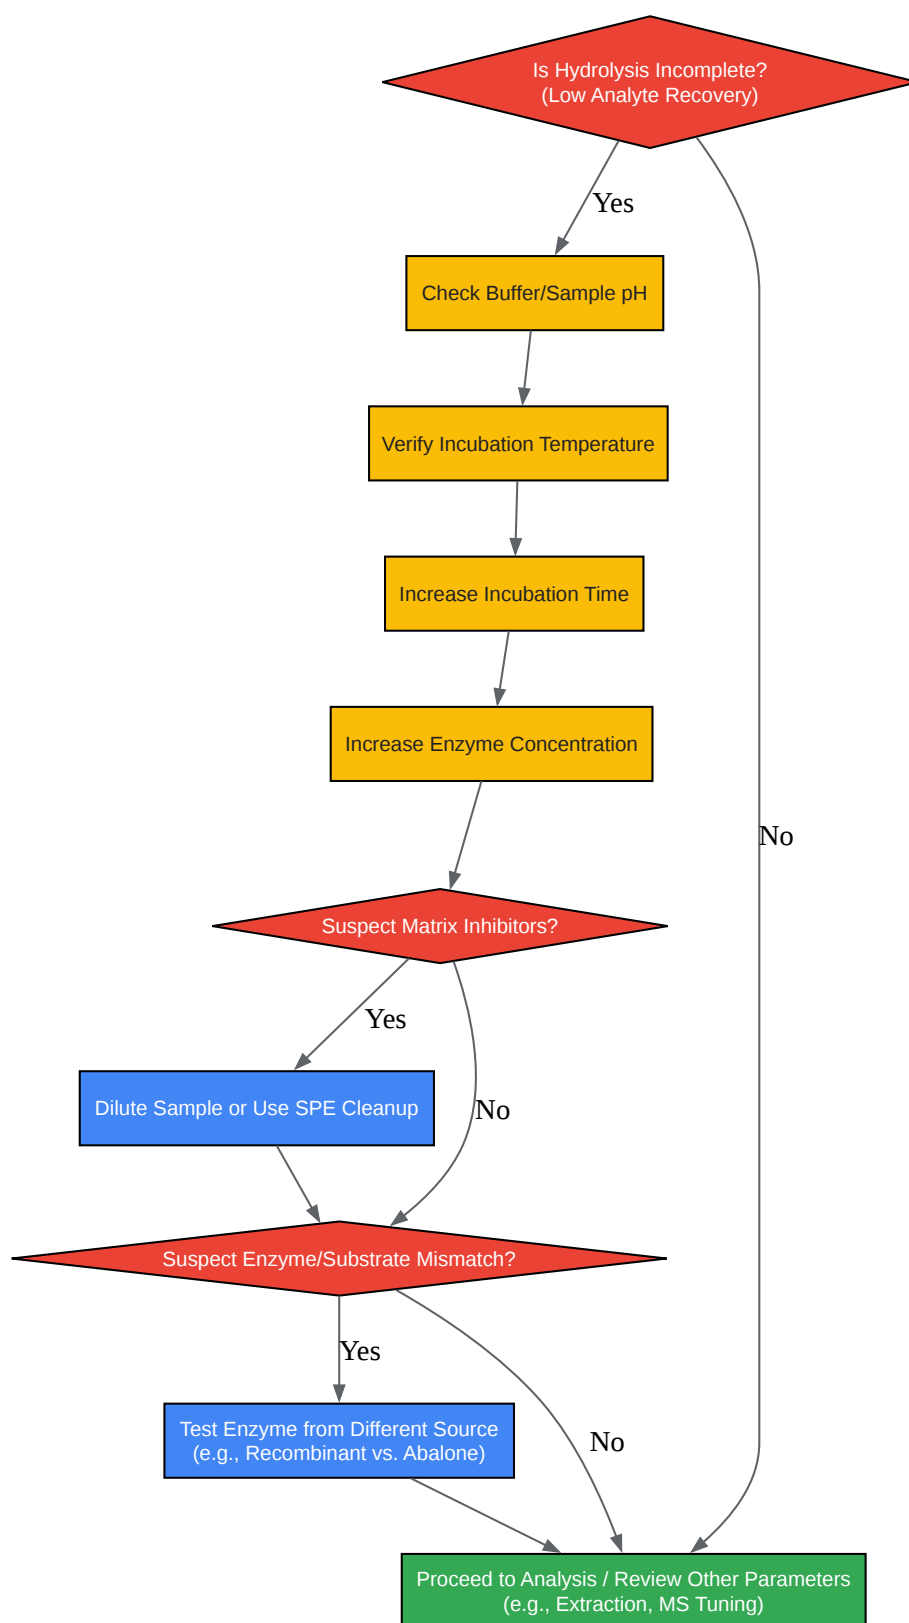 Is Hydrolysis Incomplete?
(Low Analyte Recovery)
Yes
Check Buffer/Sample pH
Verify Incubation Temperature
Increase Incubation Time
Increase Enzyme Concentration
No
Suspect Matrix Inhibitors?
Yes
Dilute Sample or Use SPE Cleanup
No
Suspect Enzyme/Substrate Mismatch?
Yes
Test Enzyme from Different Source
(e.g., Recombinant vs. Abalone)
No
Proceed to Analysis / Review Other Parameters
(e.g., Extraction, MS Tuning)